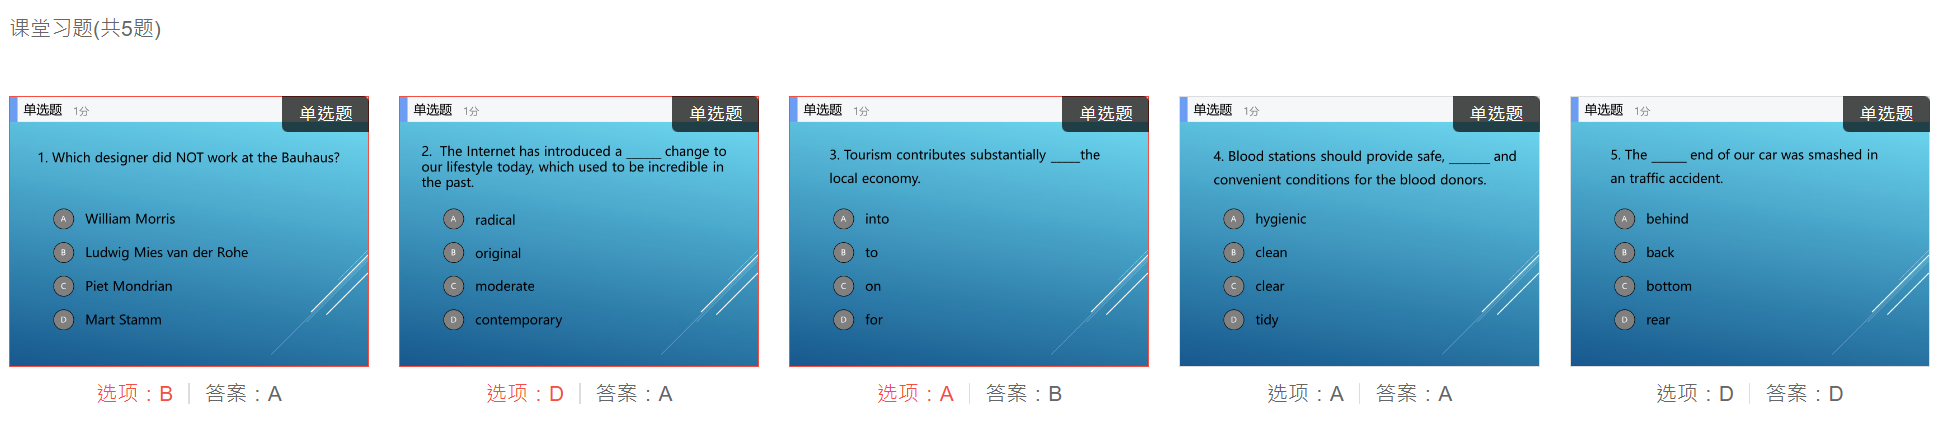 课堂习题(共5题)
单选题 1分 单选题
1. Which designer did NOT work at the Bauhaus?
A William Morris
B Ludwig Mies van der Rohe
C Piet Mondrian
D Mart Stamm
选项：B 答案：A
单选题 1分 单选题
2. The Internet has introduced a _____ change to
our lifestyle today, which used to be incredible in
the past.
A radical
B original
C moderate
D contemporary
选项：D 答案：A
单选题 1分 单选题
3. Tourism contributes substantially ____the
local economy.
A into
B to
C on
D for
选项：A 答案：B
单选题 1分 单选题
4. Blood stations should provide safe, ______ and
convenient conditions for the blood donors.
A hygienic
B clean
C clear
D tidy
选项：A 答案：A
单选题 1分 单选题
5. The _____ end of our car was smashed in
an traffic accident.
A behind
B back
C bottom
D rear
选项：D 答案：D